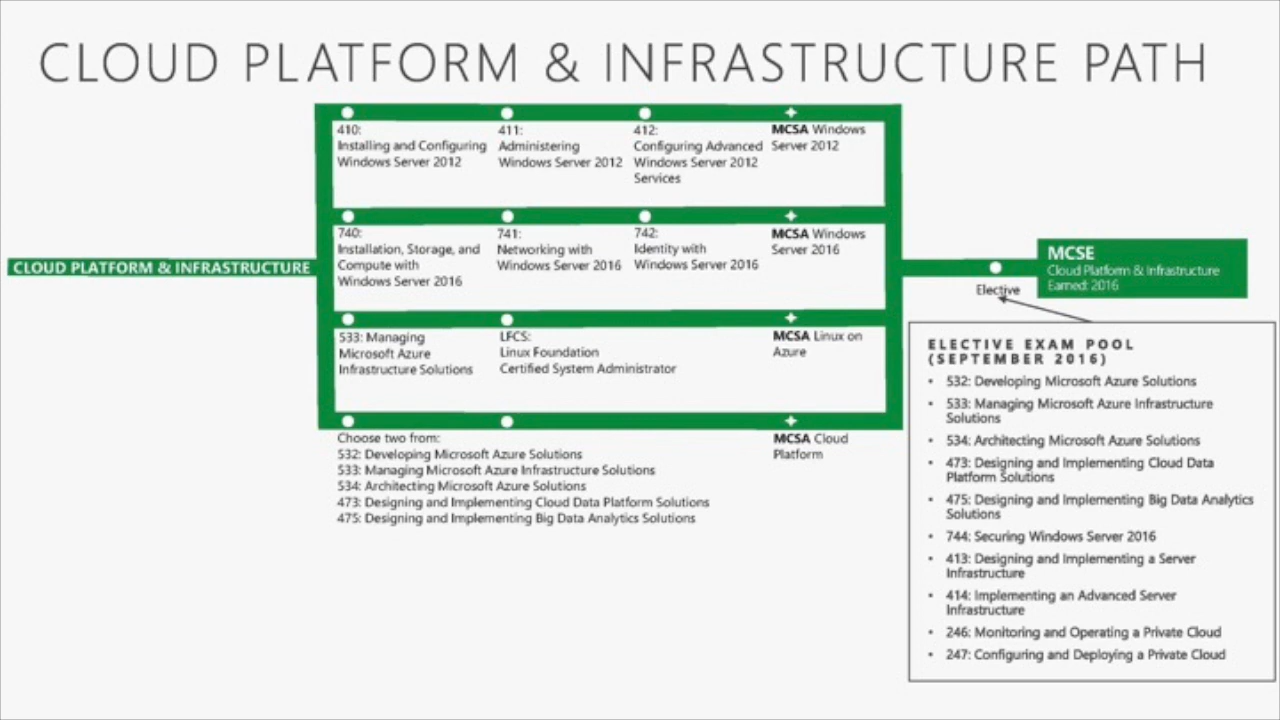 CLOUD PLATFORM & INFRASTRUCTURE PATH
410:
Installing and Configuring
Windows Server 2012
411:
Administering
Windows Server 2012
412:
Configuring Advanced
Windows Server 2012
Services
MCSA Windows
Server 2012
740:
Installation, Storage, and
Compute with
Windows Server 2016
741:
Networking with
Windows Server 2016
742:
Identity with
Windows Server 2016
MCSA Windows
Server 2016
CLOUD PLATFORM & INFRASTRUCTURE
533: Managing
Microsoft Azure
Infrastructure Solutions
LFCS:
Linux Foundation
Certified System Administrator
MCSA Linux on
Azure
Choose two from:
532: Developing Microsoft Azure Solutions
533: Managing Microsoft Azure Infrastructure Solutions
534: Architecting Microsoft Azure Solutions
473: Designing and Implementing Cloud Data Platform Solutions
475: Designing and Implementing Big Data Analytics Solutions
MCSA Cloud
Platform
Elective
MCSE
Cloud Platform & Infrastructure
Earned: 2016
ELECTIVE EXAM POOL
(SEPTEMBER 2016)
• 532: Developing Microsoft Azure Solutions
• 533: Managing Microsoft Azure Infrastructure
Solutions
• 534: Architecting Microsoft Azure Solutions
• 473: Designing and Implementing Cloud Data
Platform Solutions
• 475: Designing and Implementing Big Data Analytics
Solutions
• 744: Securing Windows Server 2016
• 413: Designing and Implementing a Server
Infrastructure
• 414: Implementing an Advanced Server
Infrastructure
• 246: Monitoring and Operating a Private Cloud
• 247: Configuring and Deploying a Private Cloud